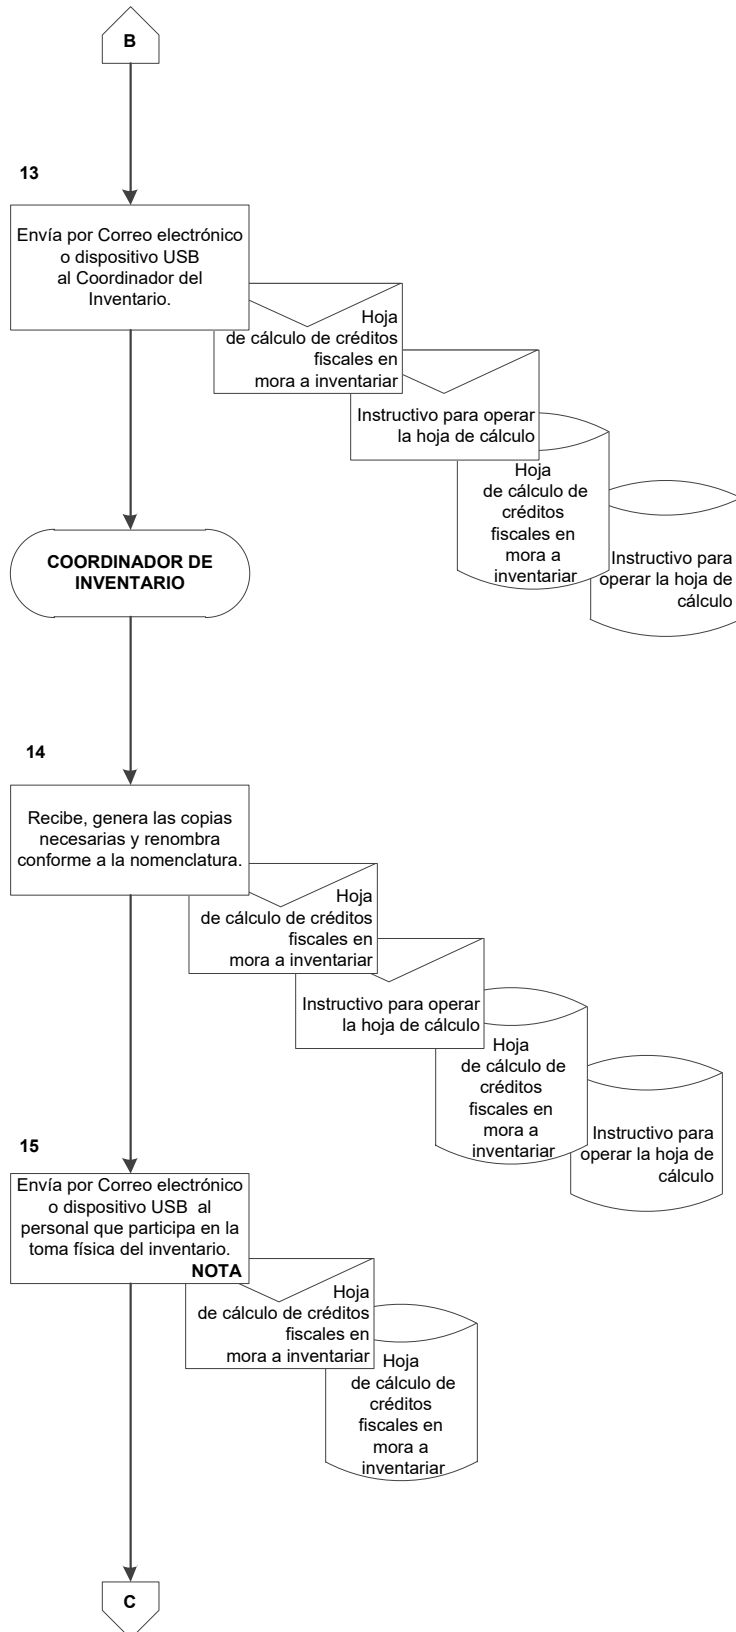 B
13
Envía por Correo electrónico
o dispositivo USB
al Coordinador del
Inventario.
Hoja
de cálculo de créditos
fiscales en
mora a inventariar
Instructivo para operar
la hoja de cálculo
Hoja
de cálculo de
créditos
fiscales en
mora a
inventariar
Instructivo para
operar la hoja de
cálculo
COORDINADOR DE
INVENTARIO
14
Recibe, genera las copias
necesarias y renombra
conforme a la nomenclatura.
Hoja
de cálculo de créditos
fiscales en
mora a inventariar
Instructivo para operar
la hoja de cálculo
Hoja
de cálculo de
créditos
fiscales en
mora a
inventariar
Instructivo para
operar la hoja de
cálculo
15
Envía por Correo electrónico
o dispositivo USB al
personal que participa en la
toma física del inventario.
NOTA
Hoja
de cálculo de créditos
fiscales en
mora a inventariar
Hoja
de cálculo de
créditos
fiscales en
mora a
inventariar
C